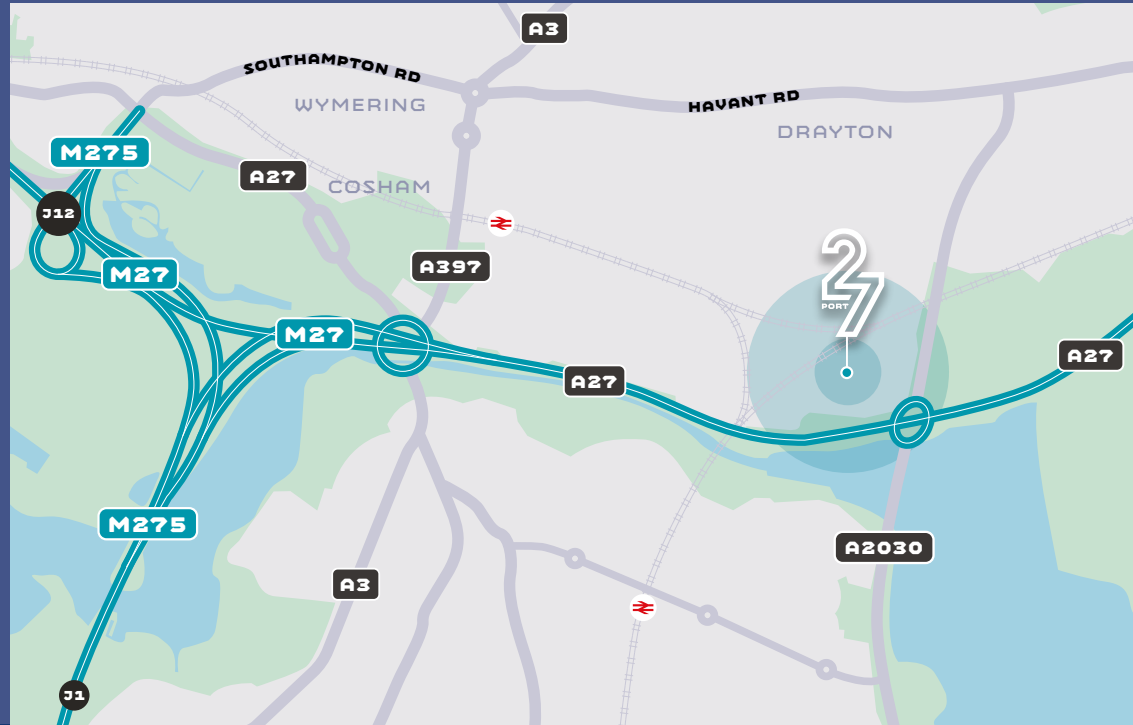 A3
SOUTHAMPTON RD
WYMERING
HAVANT RD
DRAYTON
M275
A27
COSHAM
J12
M27
A397
27
PORT
M27
A27
A27
M275
A2030
A3
J1